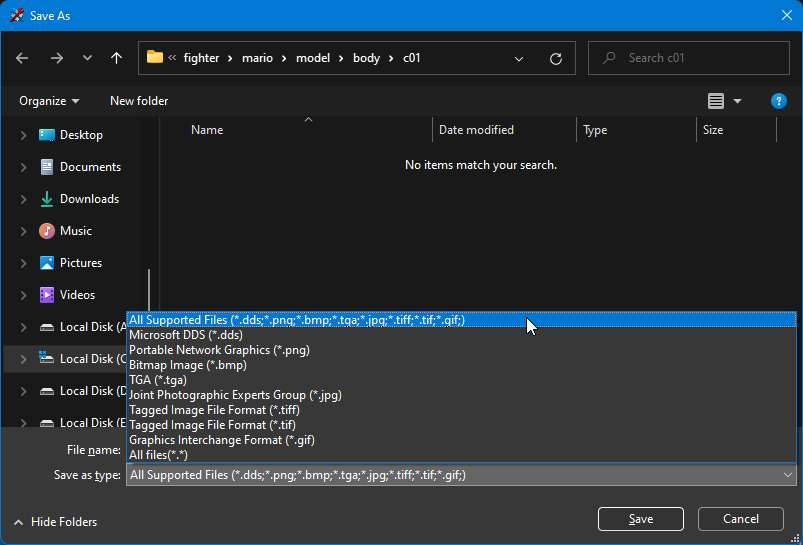 Save As
« fighter › mario › model › body › c01
Search c01
Organize
New folder
?
Name
Date modified
Type
Size
No items match your search.
Desktop
Documents
Downloads
Music
Pictures
Videos
Local Disk (A
Local Disk (C
Local Disk (D
Local Disk (E
All Supported Files (*.dds;*.png;*.bmp;*.tga;*.jpg;*.tiff;*.tif;*.gif;)
Microsoft DDS (*.dds)
Portable Network Graphics (*.png)
Bitmap Image (*.bmp)
TGA (*.tga)
Joint Photographic Experts Group (*.jpg)
Tagged Image File Format (*.tiff)
Tagged Image File Format (*.tif)
Graphics Interchange Format (*.gif)
All files(*.*)
File name:
Save as type: All Supported Files (*.dds;*.png;*.bmp;*.tga;*.jpg;*.tiff;*.tif;*.gif;)
Hide Folders
Save
Cancel